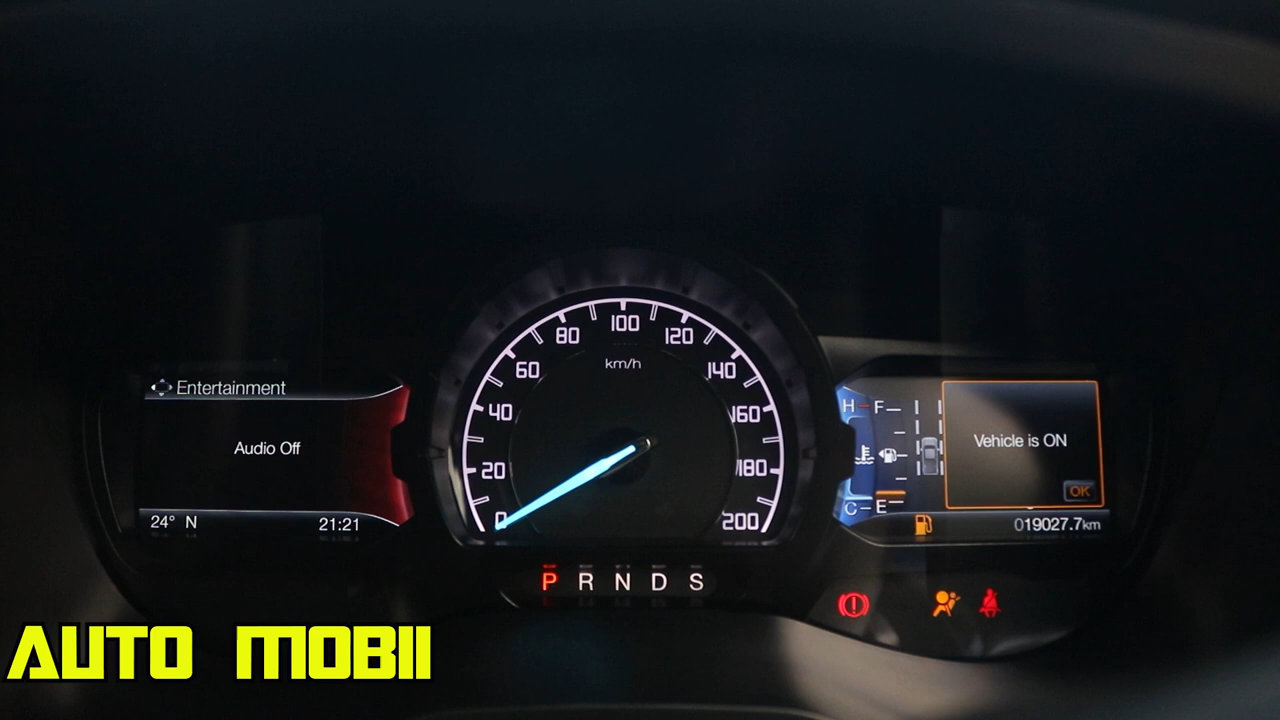 Entertainment
Audio Off
24° N 21:21
0
20
40
60
80
100
120
140
160
180
200
km/h
P R N D S
H F
C E
Vehicle is ON
OK
019027.7km
AUTO MOBII